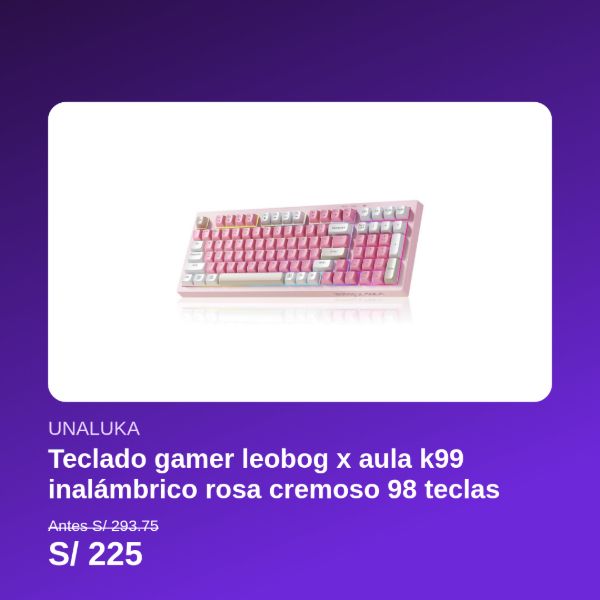 UNALUKA
Teclado gamer leobog x aula k99
inalámbrico rosa cremoso 98 teclas
Antes S/ 293.75
S/ 225